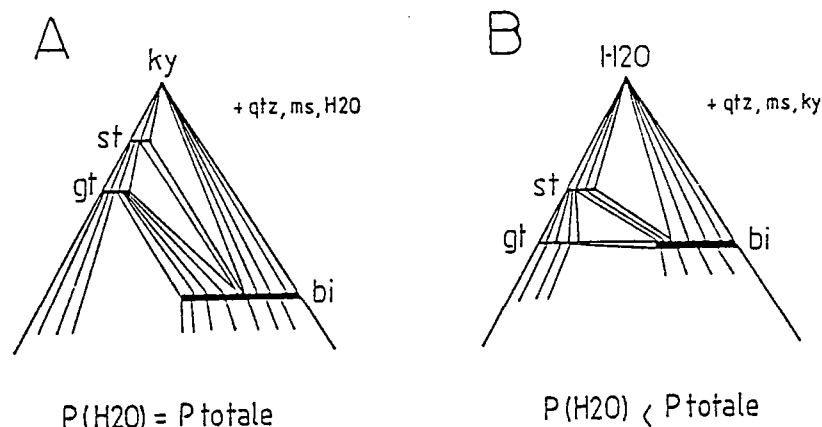 A
ky
+ qtz, ms, H2O
st
gt
bi
P(H2O) = P totale
B
H2O
+ qtz, ms, ky
st
gt
bi
P(H2O) < P totale